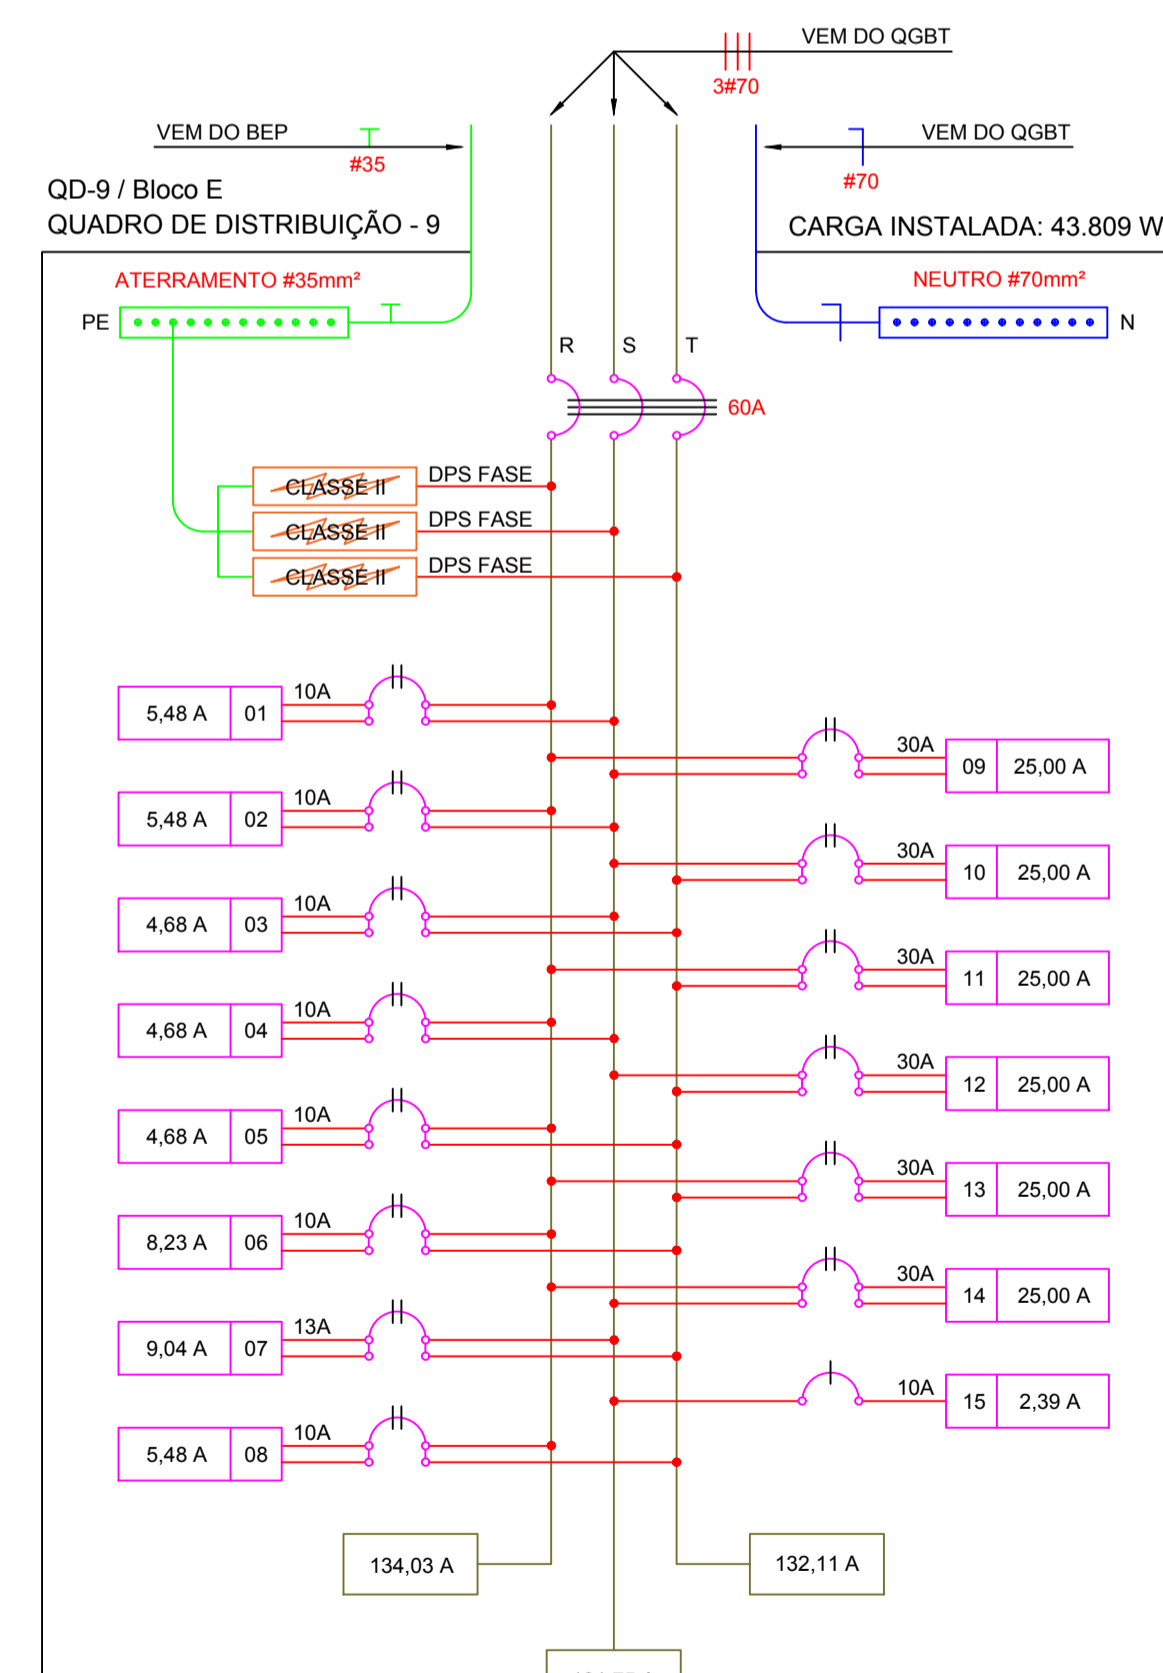 VEM DO QGBT
3#70
VEM DO BEP
#35
VEM DO QGBT
#70
QD-9 / Bloco E
QUADRO DE DISTRIBUIÇÃO - 9
CARGA INSTALADA: 43.809 W
ATERRAMENTO #35mm²
NEUTRO #70mm²
PE
N
R S T
60A
CLASSE II DPS FASE
CLASSE II DPS FASE
CLASSE II DPS FASE
5,48 A 01 10A
30A 09 25,00 A
5,48 A 02 10A
30A 10 25,00 A
4,68 A 03 10A
30A 11 25,00 A
4,68 A 04 10A
30A 12 25,00 A
4,68 A 05 10A
30A 13 25,00 A
8,23 A 06 10A
30A 14 25,00 A
9,04 A 07 13A
10A 15 2,39 A
5,48 A 08 10A
134,03 A
132,11 A